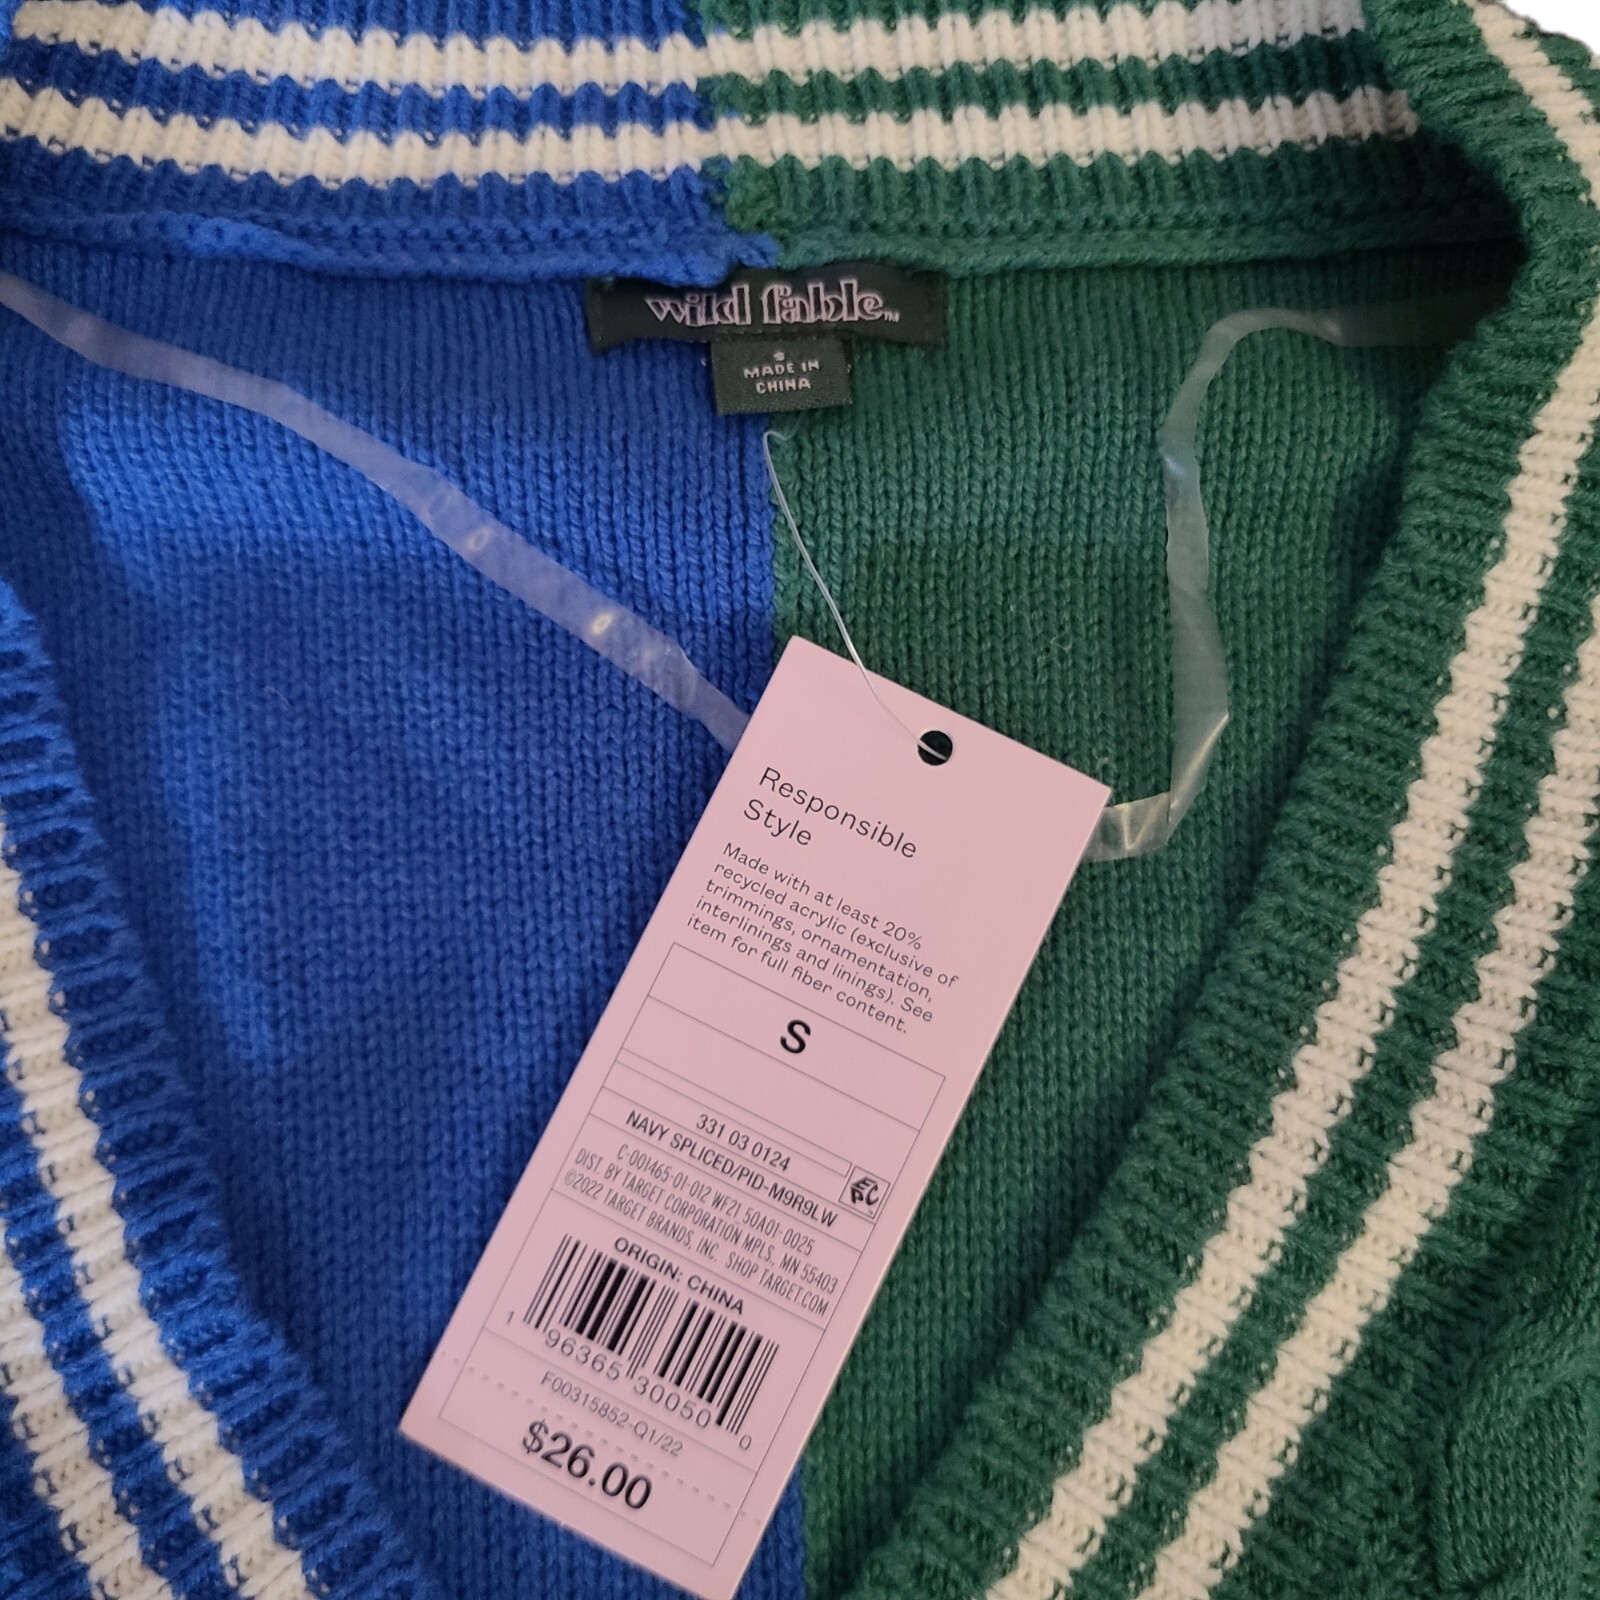 wild fable™
S
MADE IN
CHINA
Responsible
Style
Made with at least 20%
recycled acrylic (exclusive of
trimmings, ornamentation,
interlinings and linings). See
item for full fiber content.
S
331 03 0124
NAVY SPLICED/PID-M9R9LW
EPC
C-001465-01-012 WF21 50A01-0025
DIST. BY TARGET CORPORATION MPLS, MN 55403
©2022 TARGET BRANDS, INC. SHOP TARGET.COM
ORIGIN: CHINA
1 96365 30050 0
F00315852-Q1/22
$26.00